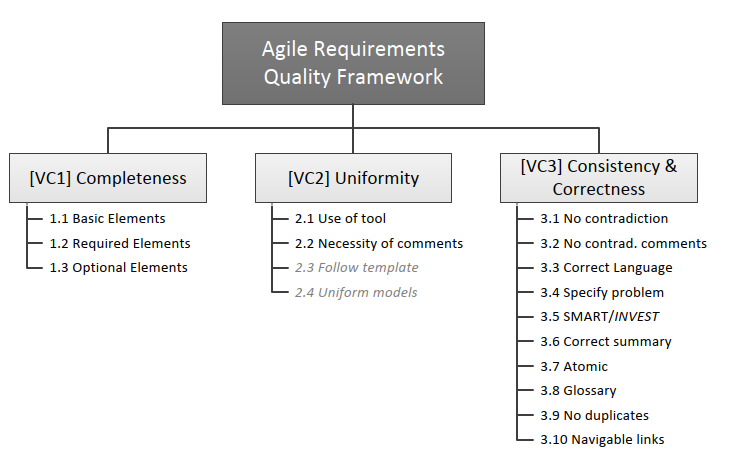 Agile Requirements
Quality Framework
[VC1] Completeness
1.1 Basic Elements
1.2 Required Elements
1.3 Optional Elements
[VC2] Uniformity
2.1 Use of tool
2.2 Necessity of comments
2.3 Follow template
2.4 Uniform models
[VC3] Consistency &
Correctness
3.1 No contradiction
3.2 No contrad. comments
3.3 Correct Language
3.4 Specify problem
3.5 SMART/INVEST
3.6 Correct summary
3.7 Atomic
3.8 Glossary
3.9 No duplicates
3.10 Navigable links